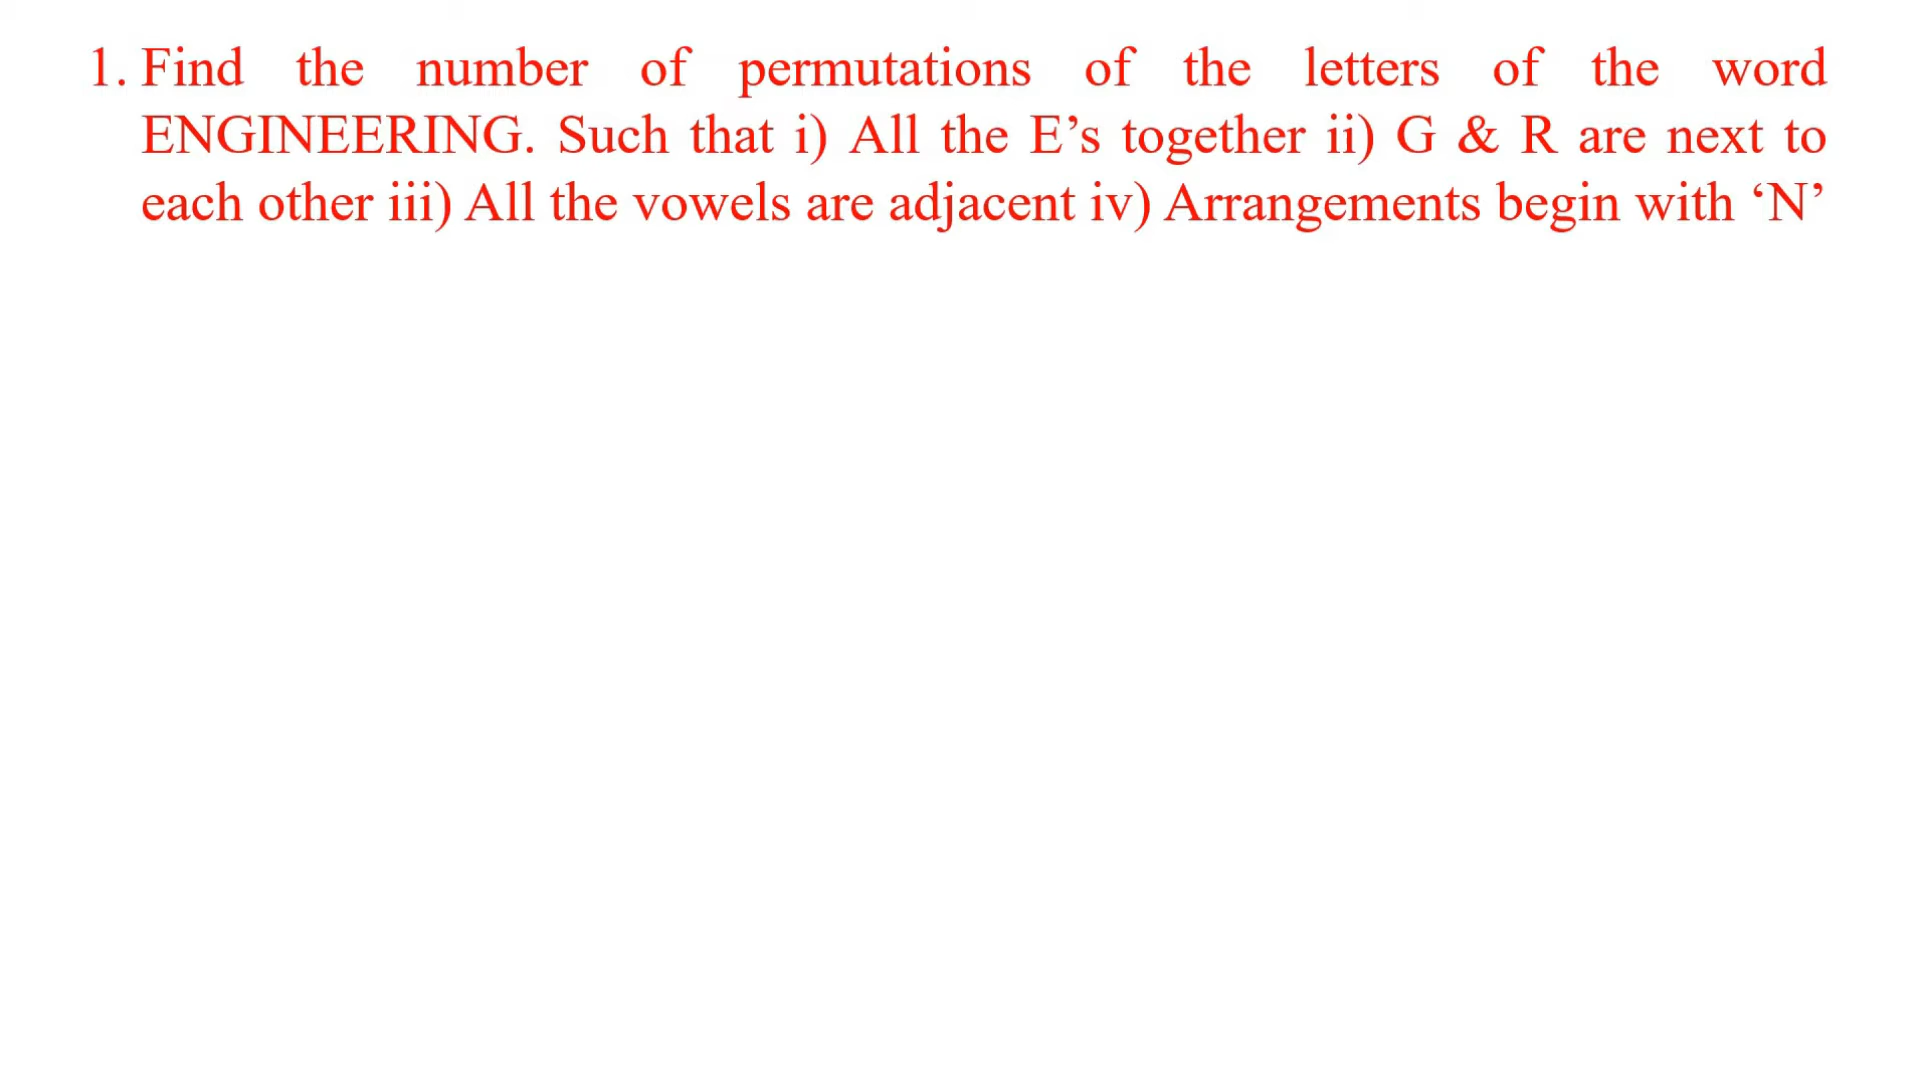 1. Find the number of permutations of the letters of the word
ENGINEERING. Such that i) All the E’s together ii) G & R are next to
each other iii) All the vowels are adjacent iv) Arrangements begin with ‘N’